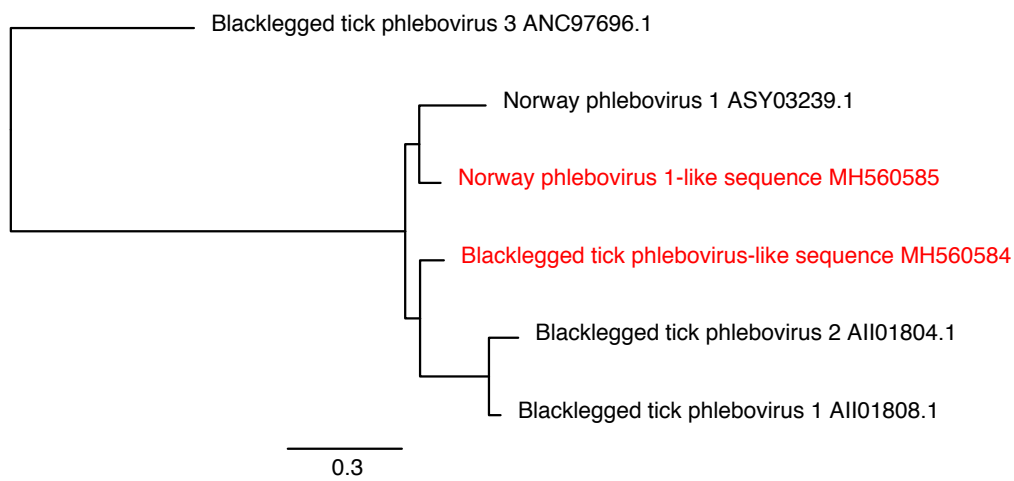 Blacklegged tick phlebovirus 3 ANC97696.1
Norway phlebovirus 1 ASY03239.1
Norway phlebovirus 1-like sequence MH560585
Blacklegged tick phlebovirus-like sequence MH560584
Blacklegged tick phlebovirus 2 AII01804.1
Blacklegged tick phlebovirus 1 AII01808.1
0.3